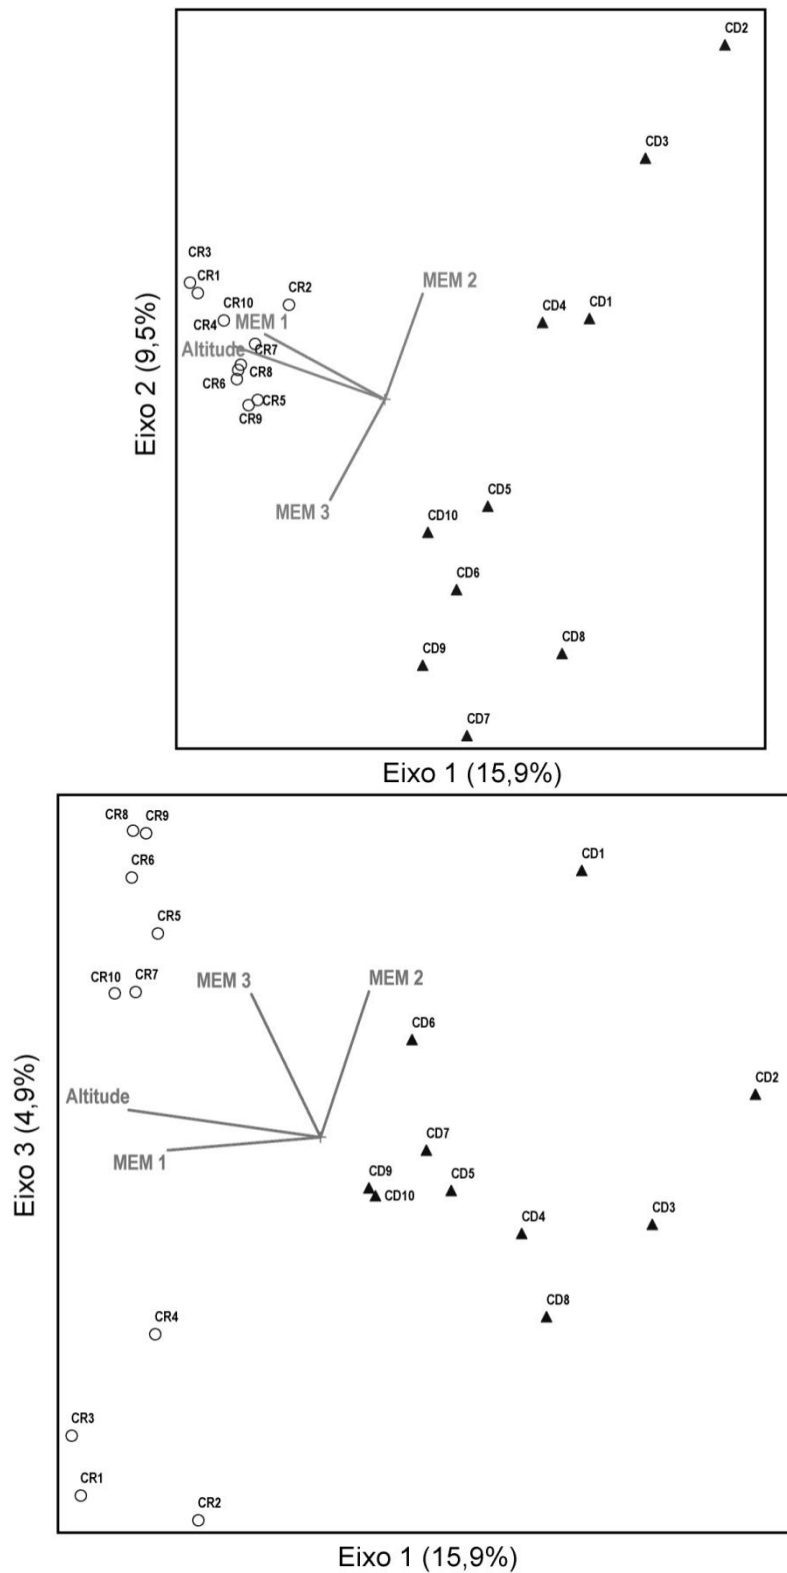 CD2
CD3
CR3
CR1
CR2
MEM 2
CR10
CD1
CD4
CR4
MEM 1
Altitude
CR7
CR8
CR6
CR5
CR9
CD5
MEM 3
CD10
CD6
CD8
CD9
CD7
Eixo 2 (9,5%)
Eixo 1 (15,9%)
CR8
CR9
CR6
CD1
CR5
CR10
CR7
MEM 3
MEM 2
CD6
CD2
Altitude
CD7
MEM 1
CD9
CD5
CD10
CD4
CD3
CD8
CR4
CR3
CR1
CR2
Eixo 3 (4,9%)
Eixo 1 (15,9%)